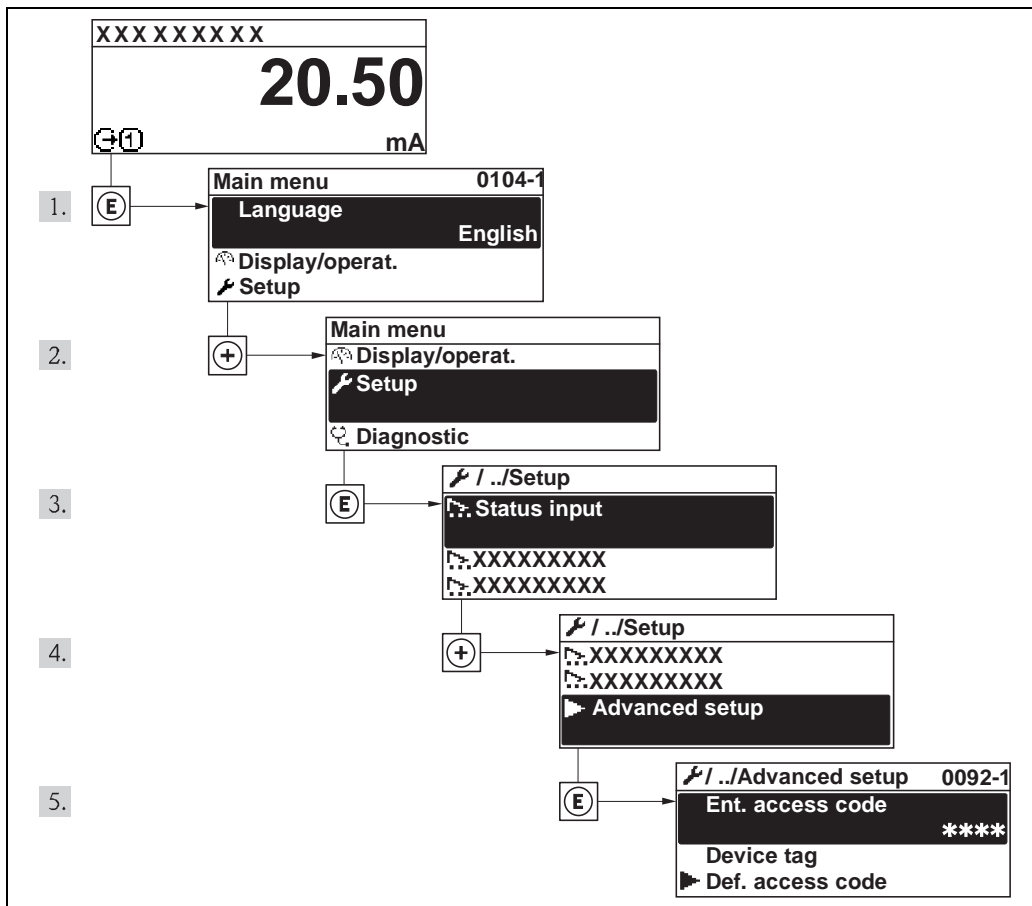 XXXXXXXXX
20.50
1 mA
1. E
Main menu 0104-1
Language
English
Display/operat.
Setup
2. +
Main menu
Display/operat.
Setup
Diagnostic
3. E
/ ../Setup
Status input
XXXXXXXXX
XXXXXXXXX
4. +
/ ../Setup
XXXXXXXXX
XXXXXXXXX
Advanced setup
5. E
/ ../Advanced setup 0092-1
Ent. access code
****
Device tag
Def. access code